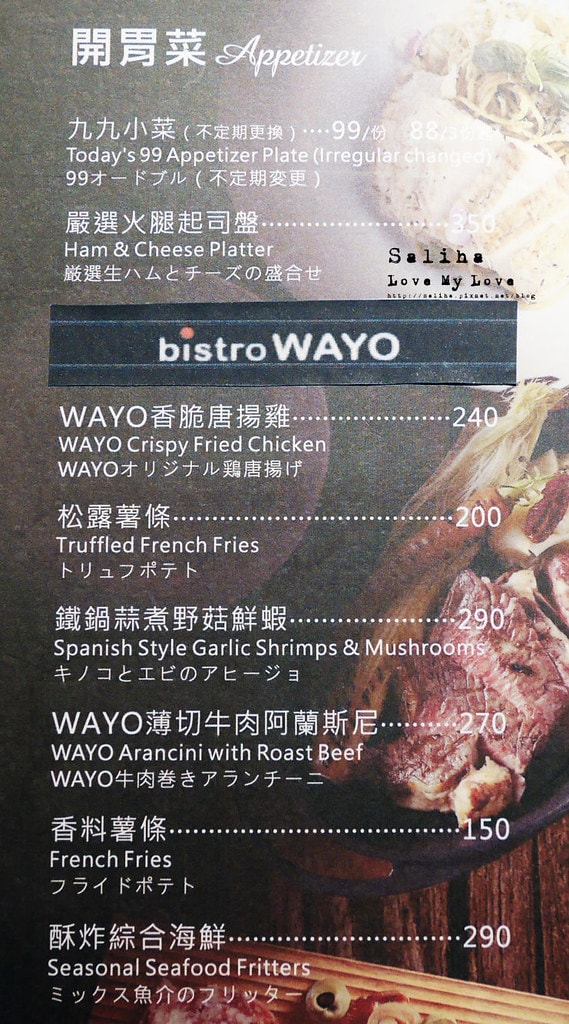 開胃菜 Appetizer
九九小菜(不定期更換)····99/份 88/3份起
Today's 99 Appetizer Plate (Irregular changed)
99オードブル(不定期変更)
嚴選火腿起司盤························350
Ham & Cheese Platter
厳選生ハムとチーズの盛合せ
Saliha
Love My Love
http://saliha.pixnet.net/blog
bistro WAYO
WAYO香脆唐揚雞····················240
WAYO Crispy Fried Chicken
WAYOオリジナル鶏唐揚げ
松露薯條···································200
Truffled French Fries
トリュフポテト
鐵鍋蒜煮野菇鮮蝦·····················290
Spanish Style Garlic Shrimps & Mushrooms
キノコとエビのアヒージョ
WAYO薄切牛肉阿蘭斯尼··········270
WAYO Arancini with Roast Beef
WAYO牛肉巻きアランチーニ
香料薯條·····································150
French Fries
フライドポテト
酥炸綜合海鮮·····························290
Seasonal Seafood Fritters
ミックス魚介のフリッター